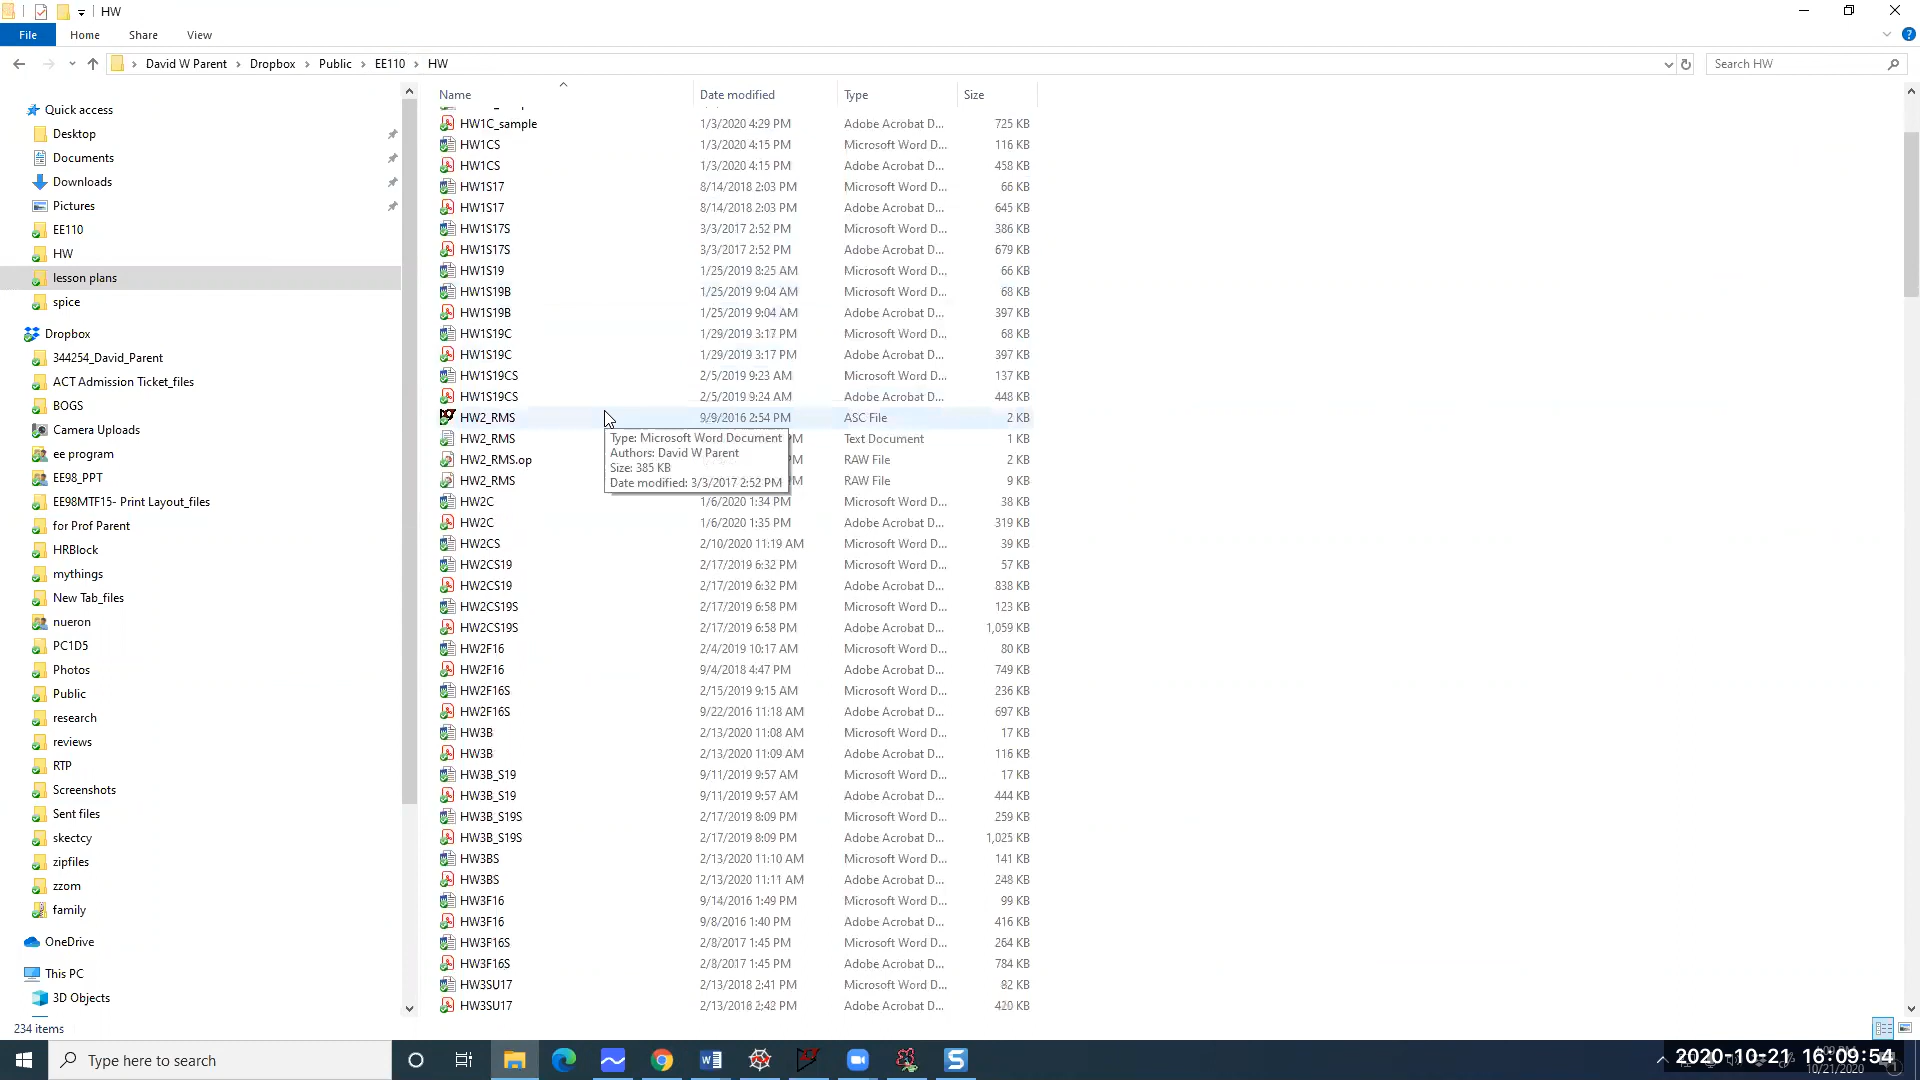 HW
File Home Share View
David W Parent Dropbox Public EE110 HW
Search HW
Quick access
Desktop
Documents
Downloads
Pictures
EE110
HW
lesson plans
spice
Dropbox
344254_David_Parent
ACT Admission Ticket_files
BOGS
Camera Uploads
ee program
EE98_PPT
EE98MTF15- Print Layout_files
for Prof Parent
HRBlock
mythings
New Tab_files
nueron
PC1D5
Photos
Public
research
reviews
RTP
Screenshots
Sent files
skectcy
zipfiles
zzom
family
OneDrive
This PC
3D Objects
Name Date modified Type Size
HW1C_sample 1/3/2020 4:29 PM Adobe Acrobat D... 725 KB
HW1CS 1/3/2020 4:15 PM Microsoft Word D... 116 KB
HW1CS 1/3/2020 4:15 PM Adobe Acrobat D... 458 KB
HW1S17 8/14/2018 2:03 PM Microsoft Word D... 66 KB
HW1S17 8/14/2018 2:03 PM Adobe Acrobat D... 645 KB
HW1S17S 3/3/2017 2:52 PM Microsoft Word D... 386 KB
HW1S17S 3/3/2017 2:52 PM Adobe Acrobat D... 679 KB
HW1S19 1/25/2019 8:25 AM Microsoft Word D... 66 KB
HW1S19B 1/25/2019 9:04 AM Microsoft Word D... 68 KB
HW1S19B 1/25/2019 9:04 AM Adobe Acrobat D... 397 KB
HW1S19C 1/29/2019 3:17 PM Microsoft Word D... 68 KB
HW1S19C 1/29/2019 3:17 PM Adobe Acrobat D... 397 KB
HW1S19CS 2/5/2019 9:23 AM Microsoft Word D... 137 KB
HW1S19CS 2/5/2019 9:24 AM Adobe Acrobat D... 448 KB
HW2_RMS 9/9/2016 2:54 PM ASC File 2 KB
HW2_RMS PM Text Document 1 KB
HW2_RMS.op PM RAW File 2 KB
HW2_RMS PM RAW File 9 KB
Type: Microsoft Word Document
Authors: David W Parent
Size: 385 KB
Date modified: 3/3/2017 2:52 PM
HW2C 1/6/2020 1:34 PM Microsoft Word D... 38 KB
HW2C 1/6/2020 1:35 PM Adobe Acrobat D... 319 KB
HW2CS 2/10/2020 11:19 AM Microsoft Word D... 39 KB
HW2CS19 2/17/2019 6:32 PM Microsoft Word D... 57 KB
HW2CS19 2/17/2019 6:32 PM Adobe Acrobat D... 838 KB
HW2CS19S 2/17/2019 6:58 PM Microsoft Word D... 123 KB
HW2CS19S 2/17/2019 6:58 PM Adobe Acrobat D... 1,059 KB
HW2F16 2/4/2019 10:17 AM Microsoft Word D... 80 KB
HW2F16 9/4/2018 4:47 PM Adobe Acrobat D... 749 KB
HW2F16S 2/15/2019 9:15 AM Microsoft Word D... 236 KB
HW2F16S 9/22/2016 11:18 AM Adobe Acrobat D... 697 KB
HW3B 2/13/2020 11:08 AM Microsoft Word D... 17 KB
HW3B 2/13/2020 11:09 AM Adobe Acrobat D... 116 KB
HW3B_S19 9/11/2019 9:57 AM Microsoft Word D... 17 KB
HW3B_S19 9/11/2019 9:57 AM Adobe Acrobat D... 444 KB
HW3B_S19S 2/17/2019 8:09 PM Microsoft Word D... 259 KB
HW3B_S19S 2/17/2019 8:09 PM Adobe Acrobat D... 1,025 KB
HW3BS 2/13/2020 11:10 AM Microsoft Word D... 141 KB
HW3BS 2/13/2020 11:11 AM Adobe Acrobat D... 248 KB
HW3F16 9/14/2016 1:49 PM Microsoft Word D... 99 KB
HW3F16 9/8/2016 1:40 PM Adobe Acrobat D... 416 KB
HW3F16S 2/8/2017 1:45 PM Microsoft Word D... 264 KB
HW3F16S 2/8/2017 1:45 PM Adobe Acrobat D... 784 KB
HW3SU17 2/13/2018 2:41 PM Microsoft Word D... 82 KB
HW3SU17 2/13/2018 2:42 PM Adobe Acrobat D... 420 KB
234 items
Type here to search
2020-10-21 16:09:54
10/21/2020